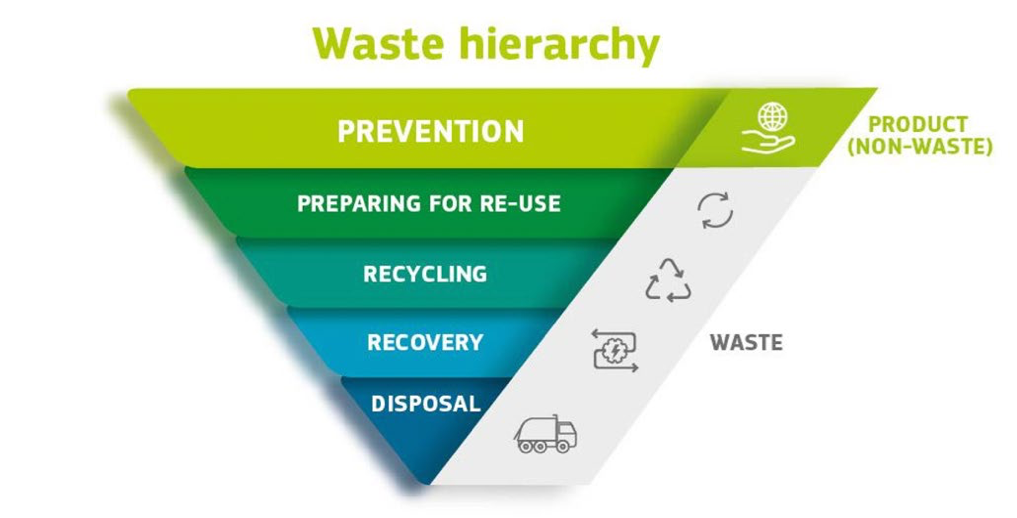 Waste hierarchy
PREVENTION
PRODUCT
(NON-WASTE)
PREPARING FOR RE-USE
RECYCLING
RECOVERY
WASTE
DISPOSAL